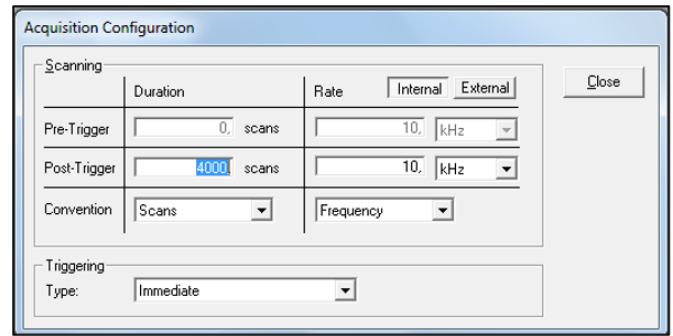 Acquisition Configuration
Scanning
Duration Rate Internal External Close
Pre-Trigger 0, scans 10, kHz
Post-Trigger 4000, scans 10, kHz
Convention Scans Frequency
Triggering
Type: Immediate